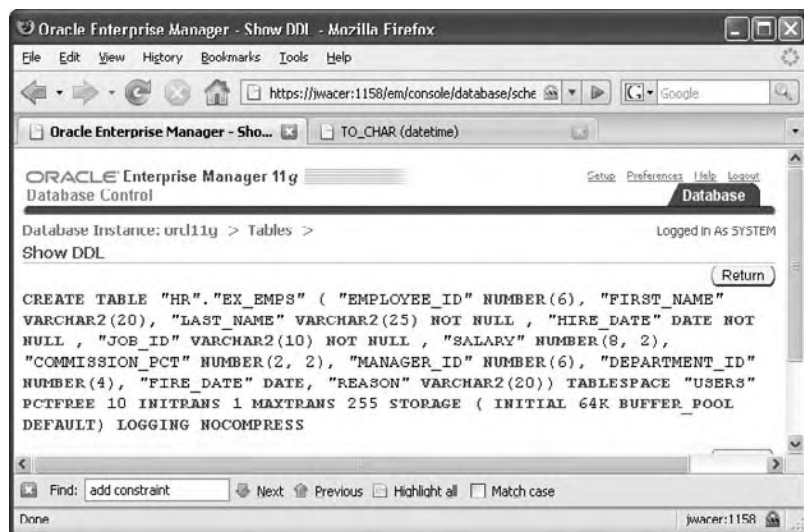 Oracle Enterprise Manager - Show DDL - Mozilla Firefox
File Edit View History Bookmarks Tools Help
https://jwacer:1158/em/console/database/sche
G Google
Oracle Enterprise Manager - Sho... TO_CHAR (datetime)
ORACLE Enterprise Manager 11g
Setup Preferences Help Logout
Database Control
Database
Database Instance: orcl11g > Tables >
Logged in As SYSTEM
Show DDL
Return
CREATE TABLE "HR"."EX_EMPS" ( "EMPLOYEE_ID" NUMBER(6), "FIRST_NAME"
VARCHAR2(20), "LAST_NAME" VARCHAR2(25) NOT NULL , "HIRE_DATE" DATE NOT
NULL , "JOB_ID" VARCHAR2(10) NOT NULL , "SALARY" NUMBER(8, 2),
"COMMISSION_PCT" NUMBER(2, 2), "MANAGER_ID" NUMBER(6), "DEPARTMENT_ID"
NUMBER(4), "FIRE_DATE" DATE, "REASON" VARCHAR2(20)) TABLESPACE "USERS"
PCTFREE 10 INITRANS 1 MAXTRANS 255 STORAGE ( INITIAL 64K BUFFER_POOL
DEFAULT) LOGGING NOCOMPRESS
Find: add constraint Next Previous Highlight all Match case
Done jwacer:1158